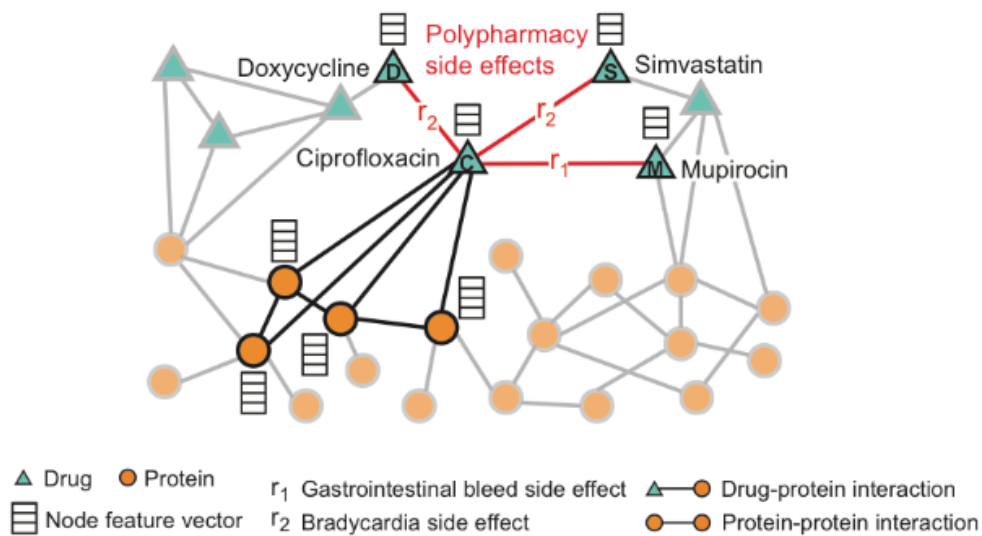 Polypharmacy
side effects
Doxycycline
D
S
Simvastatin
r2
r2
Ciprofloxacin
C
r1
M
Mupirocin
Drug
Protein
r1 Gastrointestinal bleed side effect
Drug-protein interaction
Node feature vector
r2 Bradycardia side effect
Protein-protein interaction